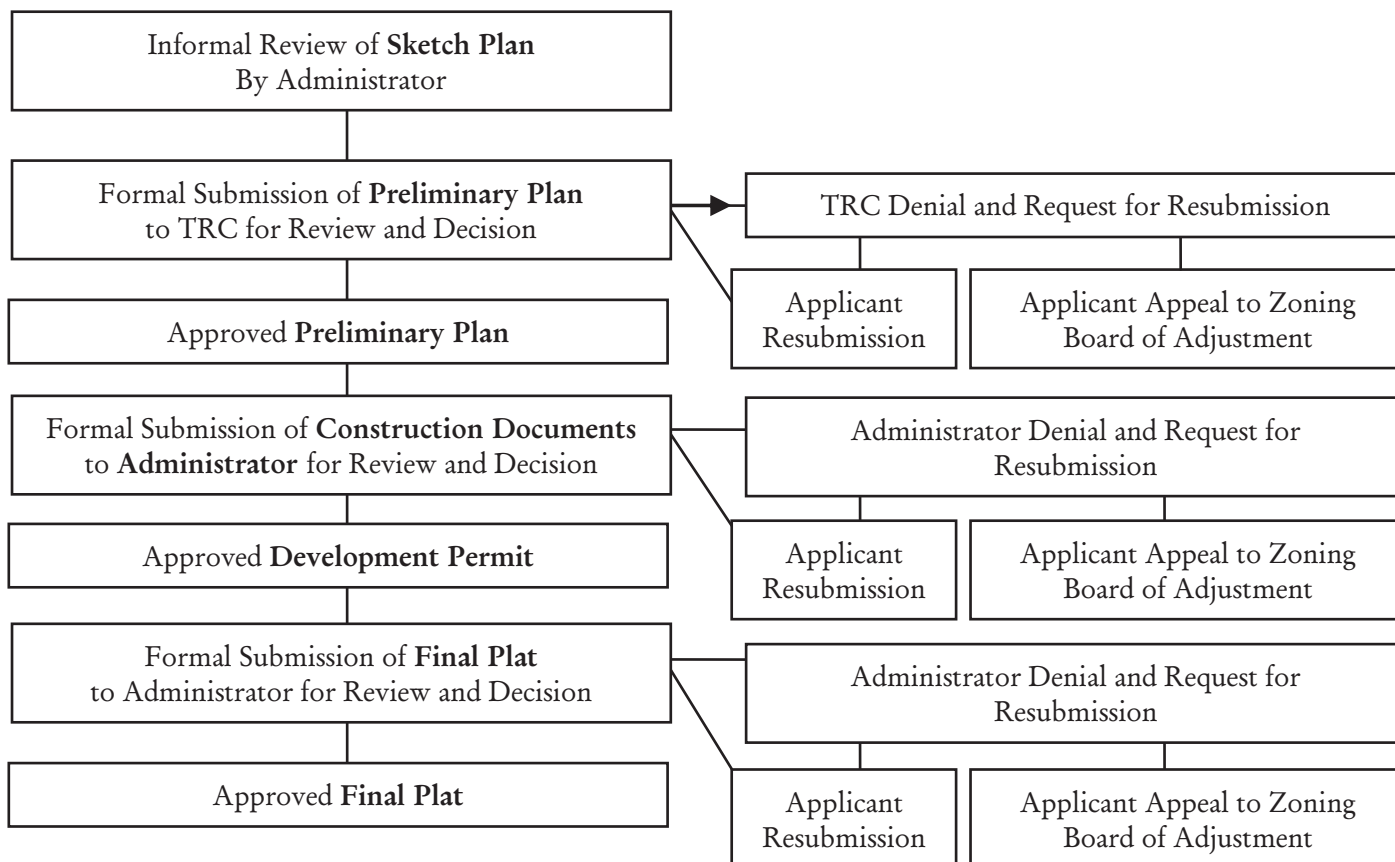 Informal Review of Sketch Plan
By Administrator
Formal Submission of Preliminary Plan
to TRC for Review and Decision
TRC Denial and Request for Resubmission
Applicant
Resubmission
Applicant Appeal to Zoning
Board of Adjustment
Approved Preliminary Plan
Formal Submission of Construction Documents
to Administrator for Review and Decision
Administrator Denial and Request for
Resubmission
Applicant
Resubmission
Applicant Appeal to Zoning
Board of Adjustment
Approved Development Permit
Formal Submission of Final Plat
to Administrator for Review and Decision
Administrator Denial and Request for
Resubmission
Applicant
Resubmission
Applicant Appeal to Zoning
Board of Adjustment
Approved Final Plat